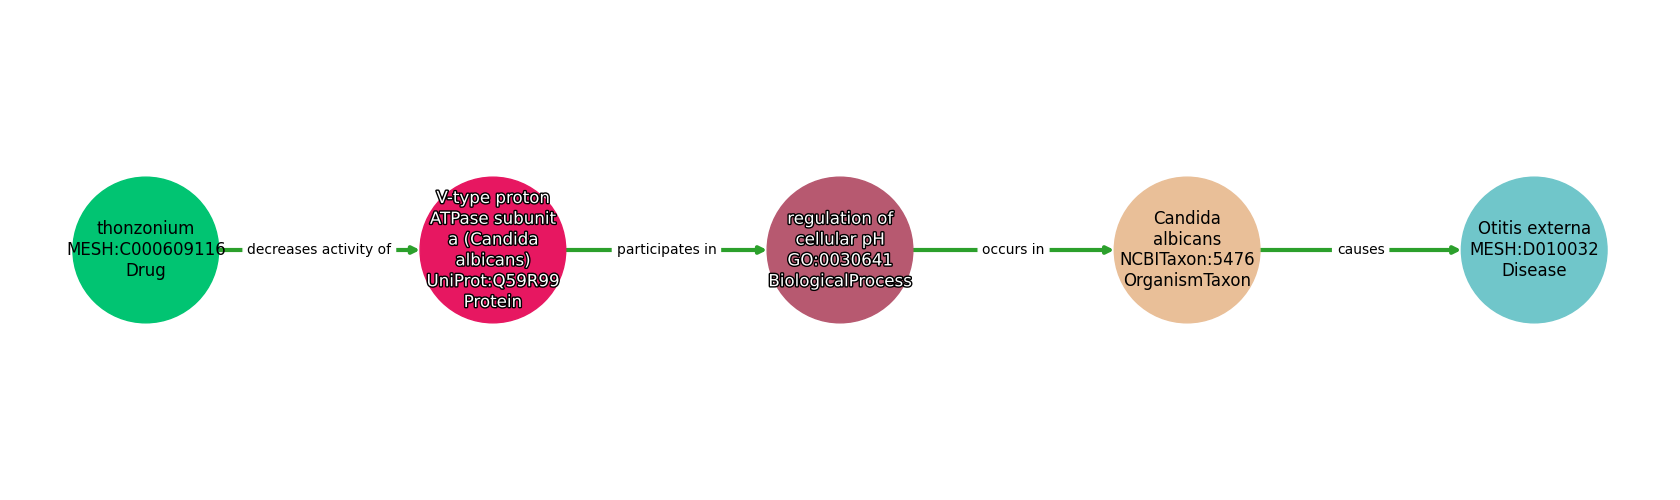 thonzonium
MESH:C000609116
Drug
decreases activity of
V-type proton
ATPase subunit
a (Candida
albicans)
UniProt:Q59R99
Protein
participates in
regulation of
cellular pH
GO:0030641
BiologicalProcess
occurs in
Candida
albicans
NCBITaxon:5476
OrganismTaxon
causes
Otitis externa
MESH:D010032
Disease